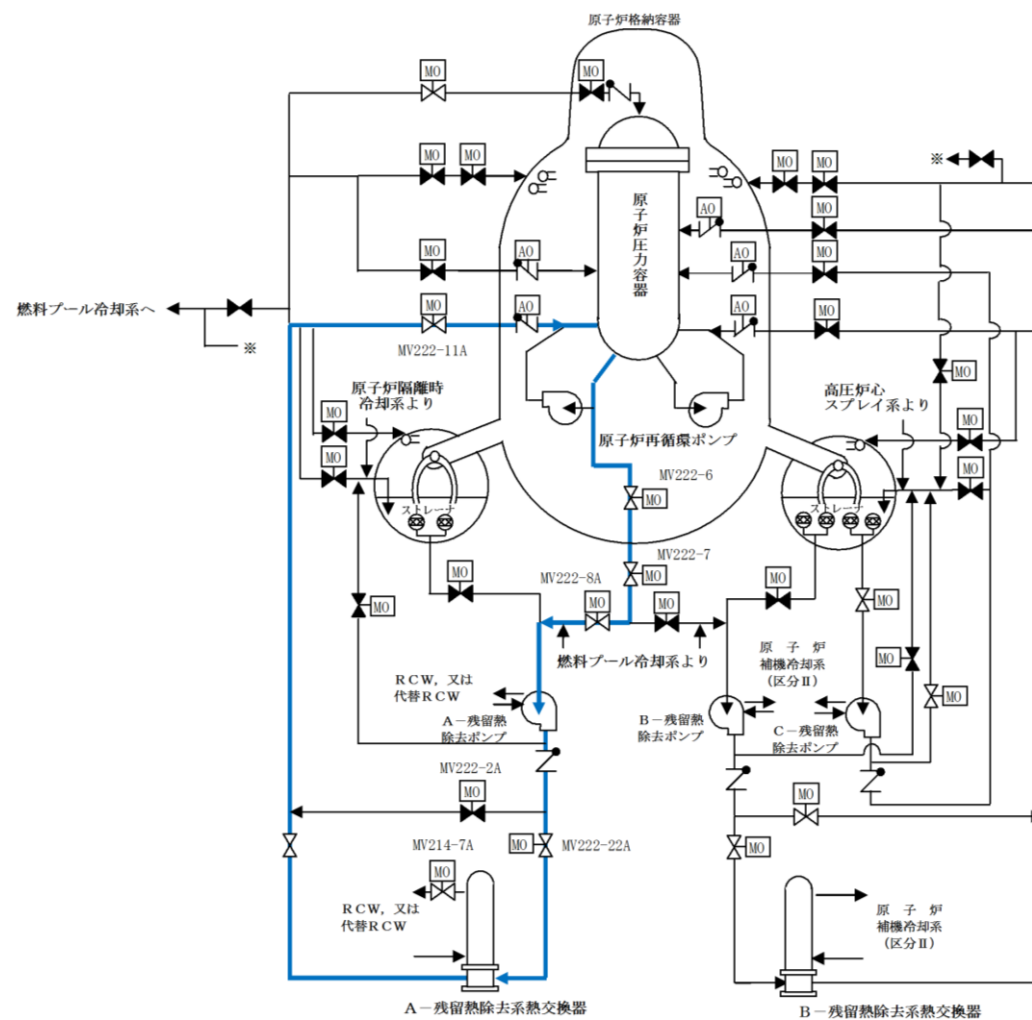 原子炉格納容器
MO
MO
MO
MO
MO
MO
※
原子炉圧力容器
AO
MO
MO
AO
AO
MO
燃料プール冷却系へ
MO
AO
AO
MO
※
MV222-11A
原子炉隔離時
冷却系より
MO
高圧炉心
スプレイ系より
MO
MO
原子炉再循環ポンプ
MO
MO
MV222-6
MO
MO
ストレーナ
ストレーナ
MV222-7
MV222-8A
MO
MO
MO
MO
MO
MO
MO
燃料プール冷却系より
原子炉
補機冷却系
(区分Ⅱ)
MO
MO
RCW,又は
代替RCW
A-残留熱
除去ポンプ
B-残留熱
除去ポンプ
C-残留熱
除去ポンプ
MV222-2A
MO
MO
MV214-7A
MO
MV222-22A
MO
MO
RCW,又は
代替RCW
原子炉
補機冷却系
(区分Ⅱ)
A-残留熱除去系熱交換器
B-残留熱除去系熱交換器